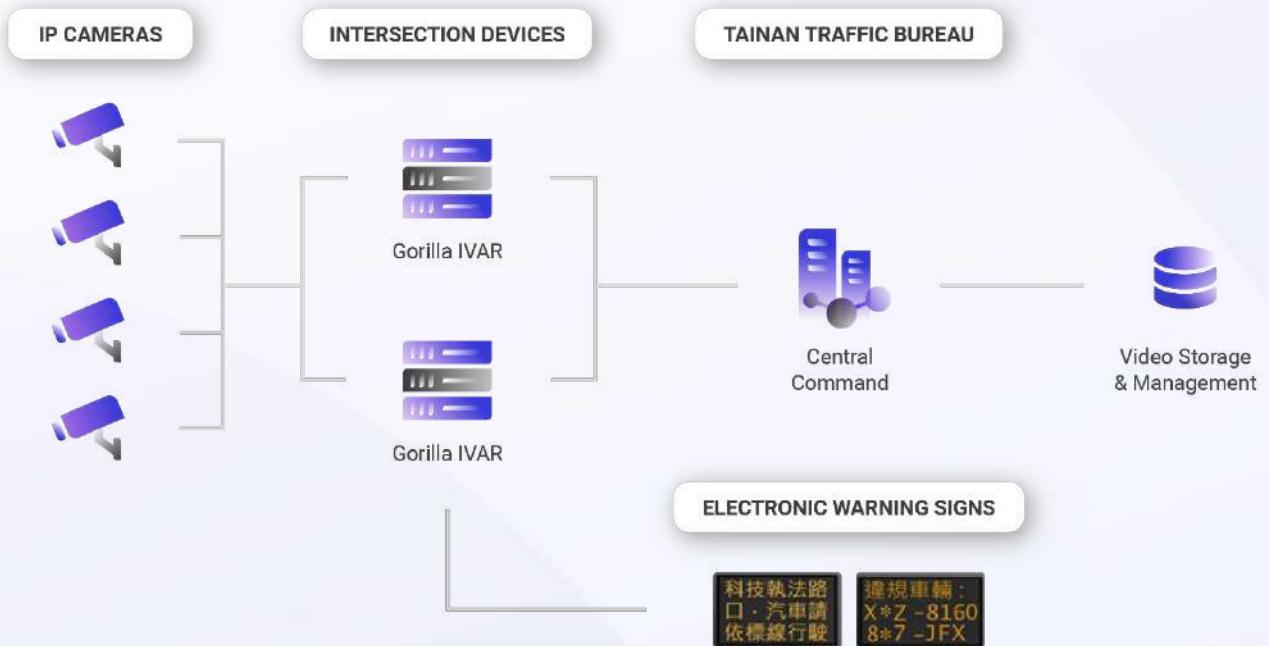 IP CAMERAS
INTERSECTION DEVICES
TAINAN TRAFFIC BUREAU
Gorilla IVAR
Central
Command
Video Storage
& Management
Gorilla IVAR
ELECTRONIC WARNING SIGNS
科技執法路
口·汽車請
依標線行駛
違規車輛:
X*Z-8160
8*7-JFX